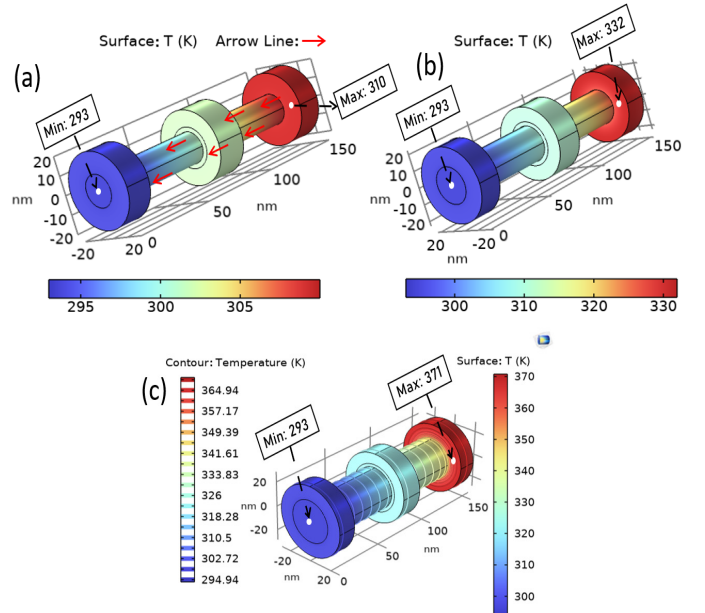 Surface: T (K) Arrow Line:
(a)
Min: 293
Max: 310
20
10
0
-10
-20
nm
20 0
50
100
150
nm
295 300 305
Surface: T (K)
(b)
Min: 293
Max: 332
20
10
0
-10
-20
nm
20 -20 0
nm
50
100
150
nm
300 310 320 330
Contour: Temperature (K)
364.94
357.17
349.39
341.61
333.83
326
318.28
310.5
302.72
294.94
(c)
Min: 293
Max: 371
20
nm 0
-20
-20
nm
20
0
50
100
150
nm
Surface: T (K)
370
360
350
340
330
320
310
300